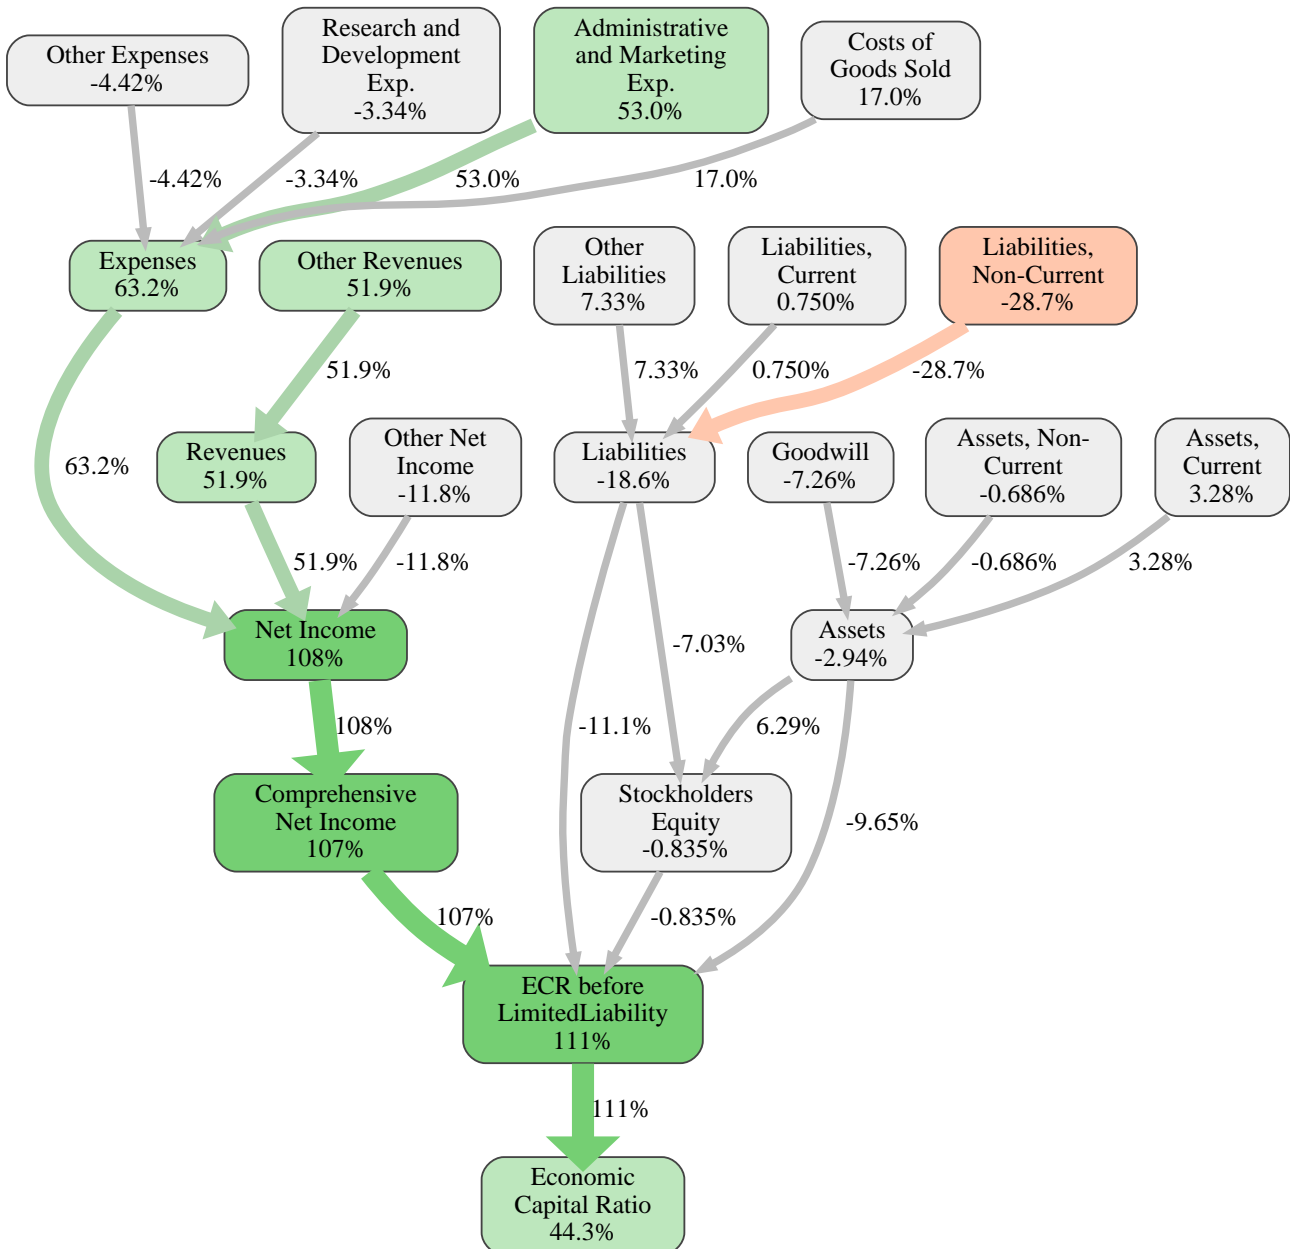 Other Expenses
-4.42%
Research and
Development
Exp.
-3.34%
Administrative
and Marketing
Exp.
53.0%
Costs of
Goods Sold
17.0%
-4.42%
-3.34%
53.0%
17.0%
Expenses
63.2%
Other Revenues
51.9%
Other
Liabilities
7.33%
Liabilities,
Current
0.750%
Liabilities,
Non-Current
-28.7%
51.9%
7.33%
0.750%
-28.7%
63.2%
Revenues
51.9%
Other Net
Income
-11.8%
Liabilities
-18.6%
Goodwill
-7.26%
Assets, Non-
Current
-0.686%
Assets,
Current
3.28%
51.9%
-11.8%
-7.26%
-0.686%
3.28%
Net Income
108%
-7.03%
Assets
-2.94%
108%
-11.1%
6.29%
Comprehensive
Net Income
107%
Stockholders
Equity
-0.835%
-9.65%
107%
-0.835%
ECR before
LimitedLiability
111%
111%
Economic
Capital Ratio
44.3%